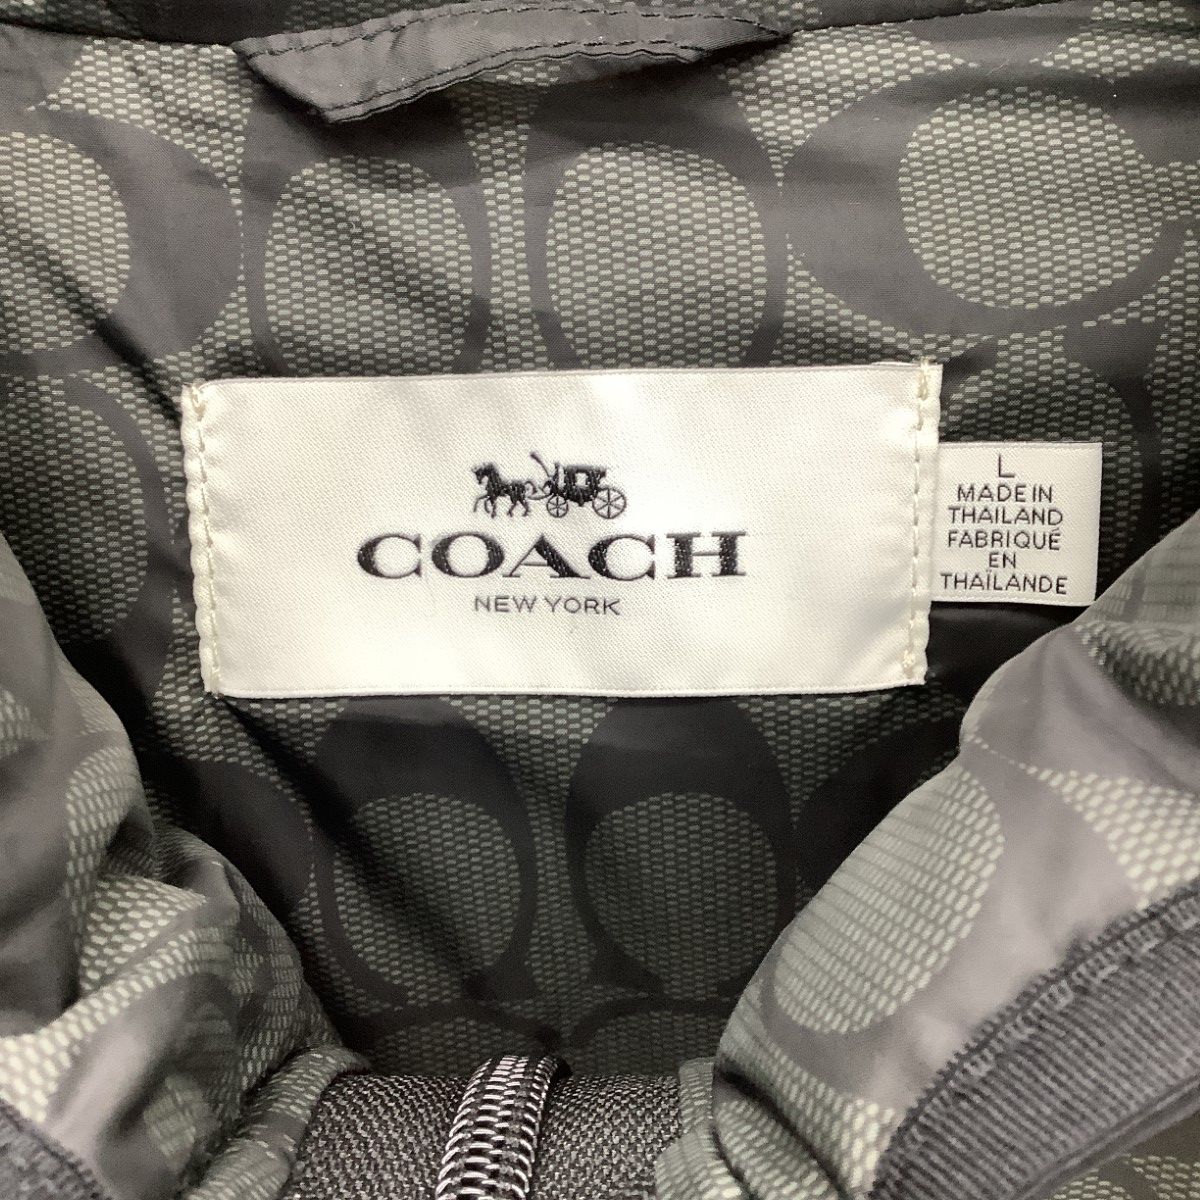 COACH
NEW YORK
L
MADE IN
THAILAND
FABRIQUÉ
EN
THAÏLANDE